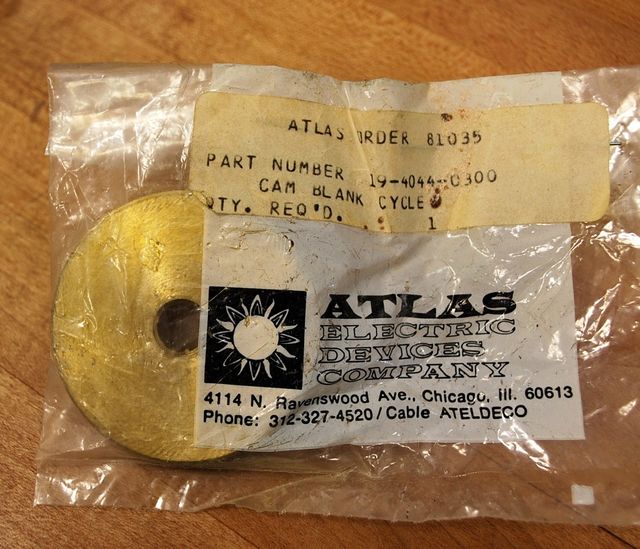 ATLAS ORDER 81035
PART NUMBER 19-4044-0300
CAM BLANK CYCLE
QTY. REQ'D. 1
ATLAS
ELECTRIC
DEVICES
COMPANY
4114 N. Ravenswood Ave., Chicago, Ill. 60613
Phone: 312-327-4520 / Cable ATELDECO